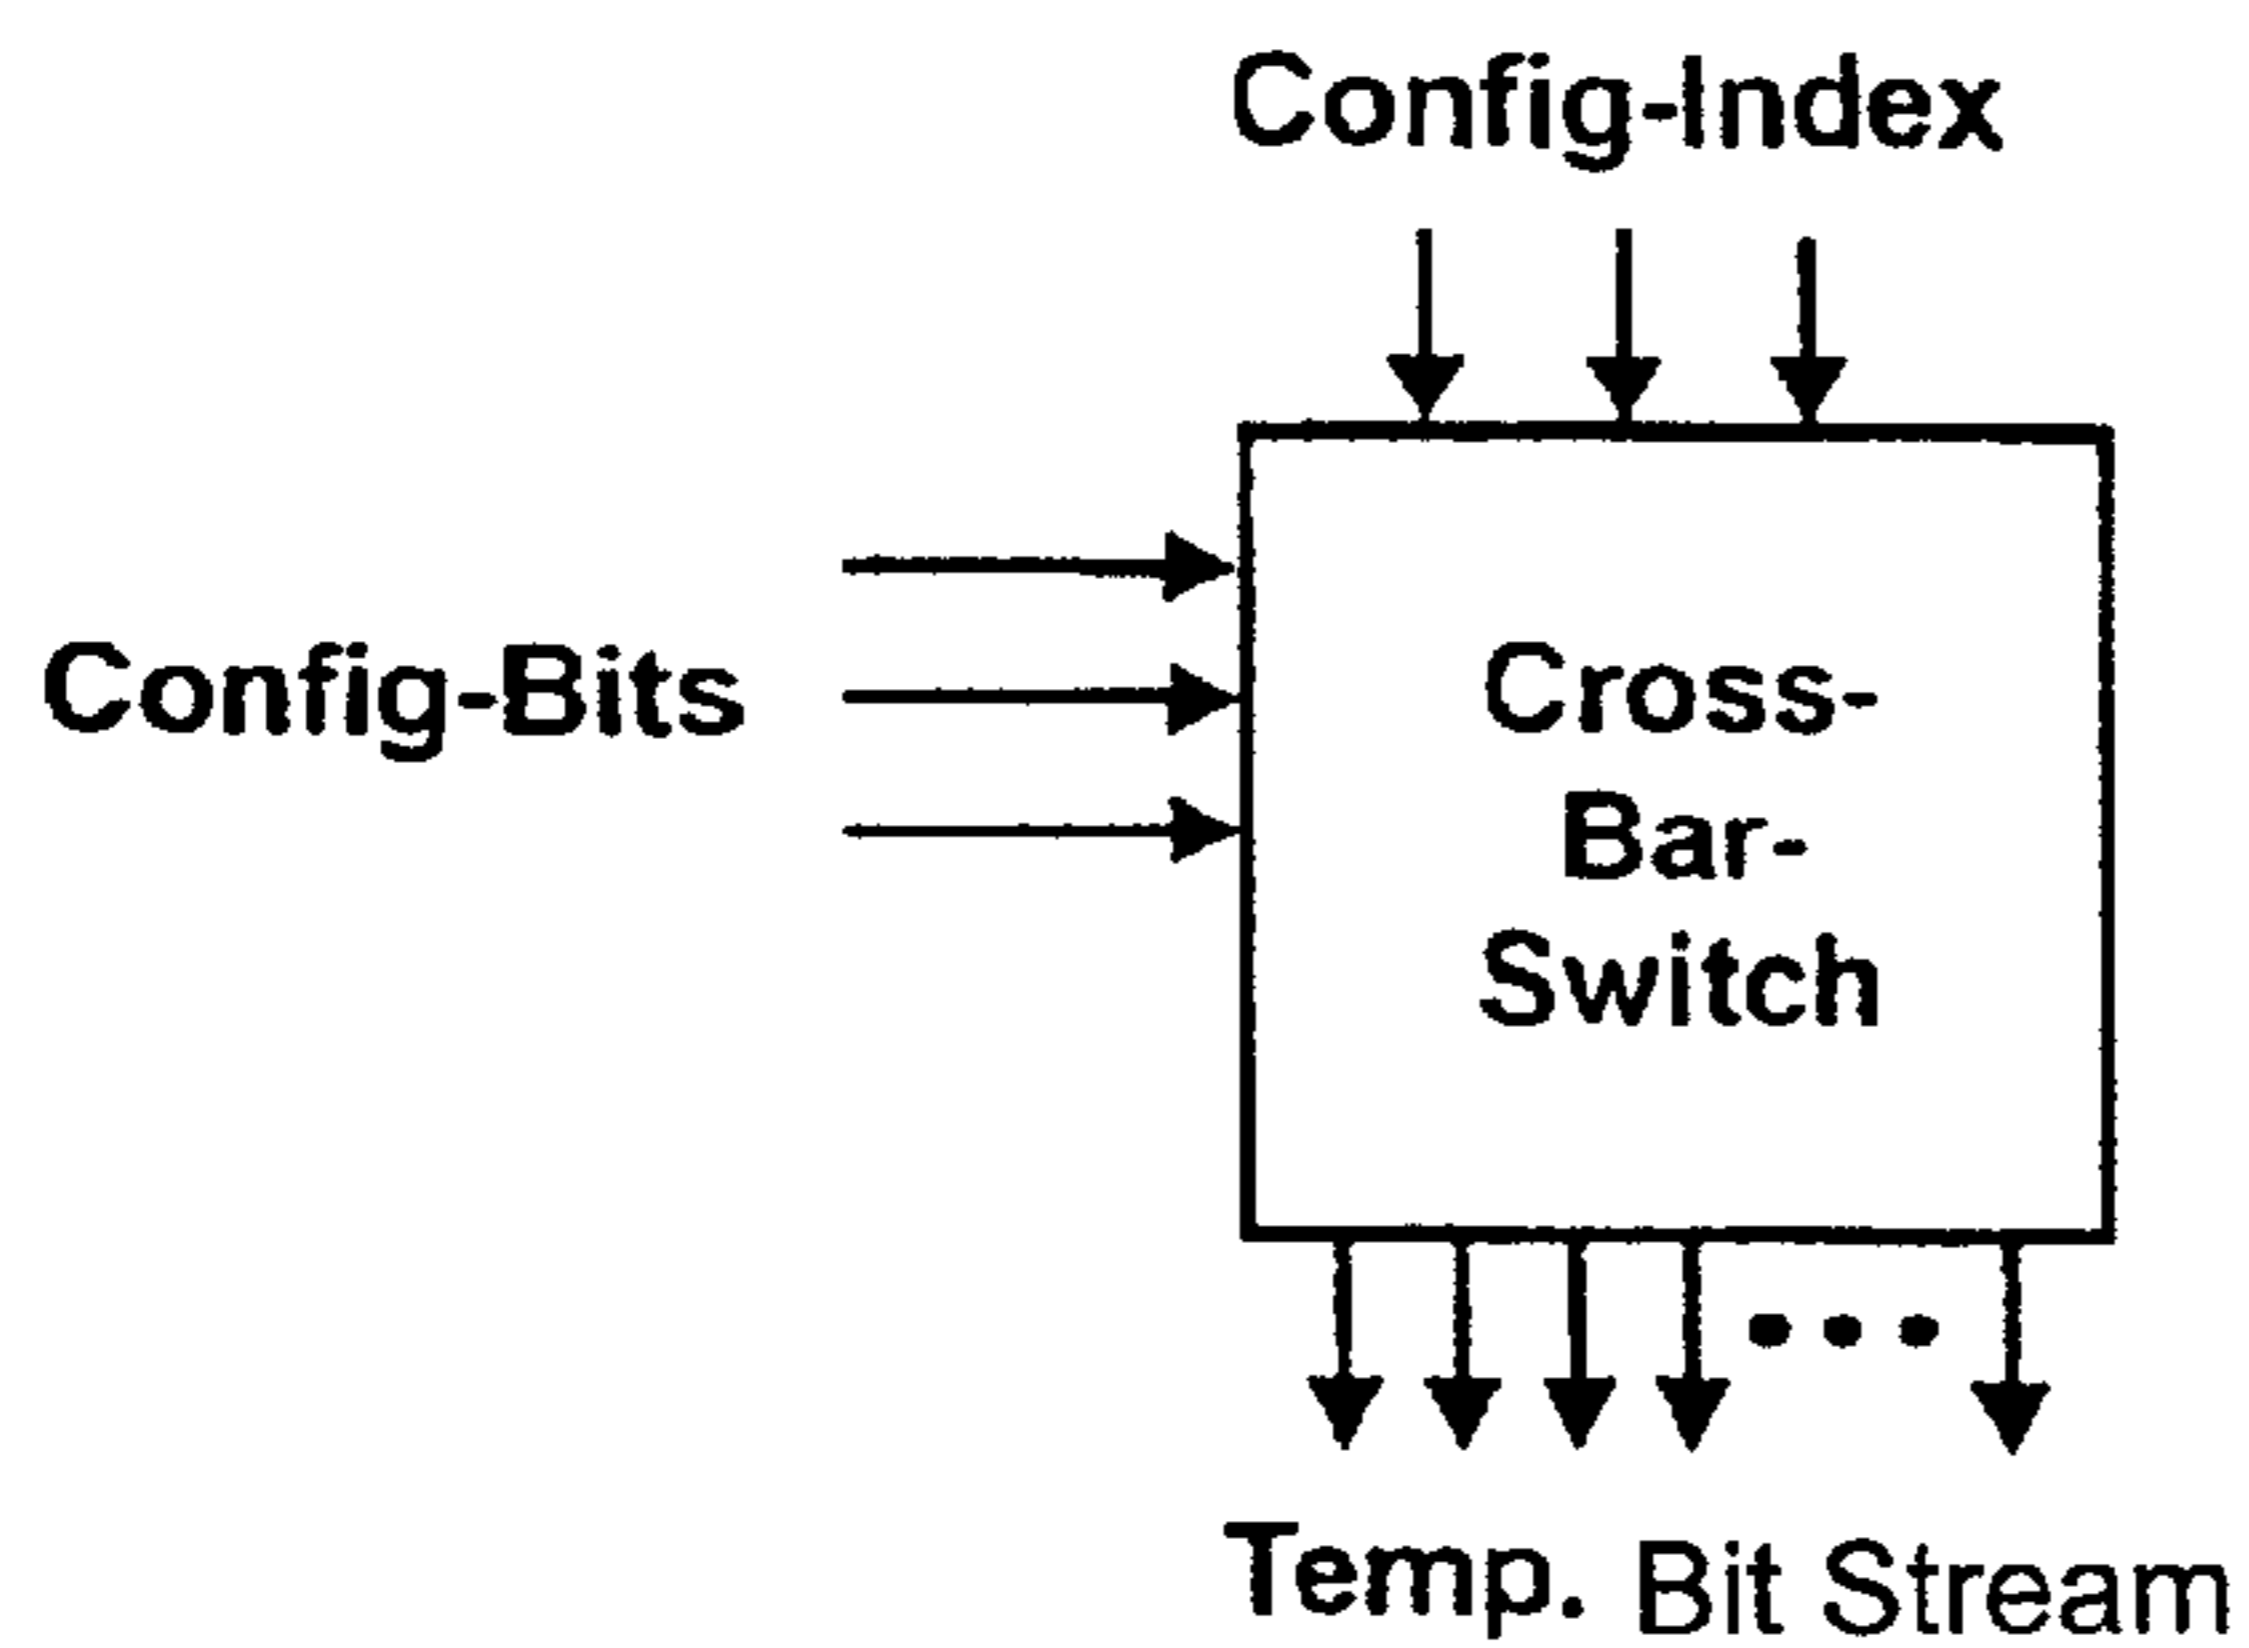 Config-Index
Config-Bits
Cross-
Bar-
Switch
Temp. Bit Stream